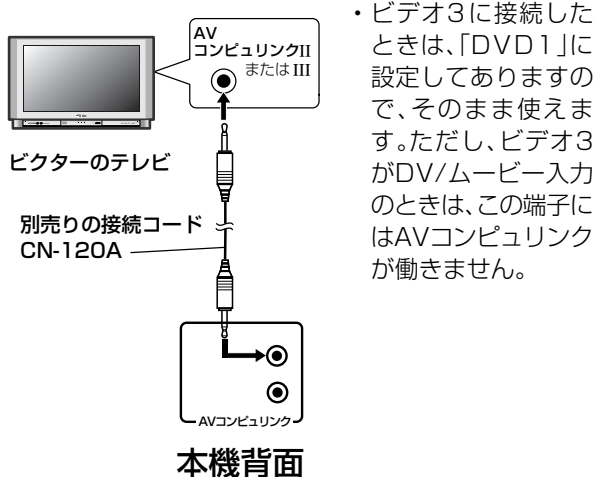 AV
コンピュリンクII
またはIII
ビクターのテレビ
別売りの接続コード
CN-120A
AVコンピュリンク
本機背面
・ビデオ3に接続した
ときは、「DVD1」に
設定してありますの
で、そのまま使えま
す。ただし、ビデオ3
がDV/ムービー入力
のときは、この端子に
はAVコンピュリンク
が働きません。